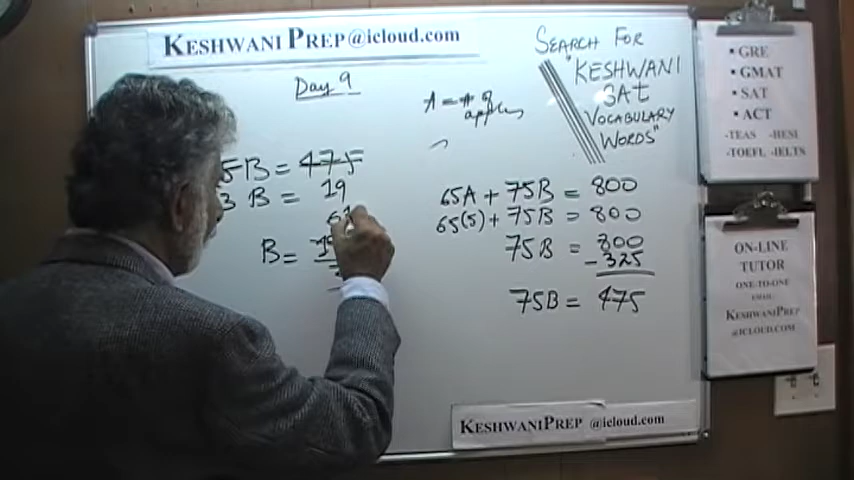 KESHWANI PREP@icloud.com
Day 9
A = # of
apples
SEARCH FOR
"KESHWANI
SAT
VOCABULARY
WORDS"
5B = 475
3 B = 19
B =
65A + 75B = 800
65(5) + 75B = 800
75B = 800
- 325
75B = 475
▪ GRE
▪ GMAT
▪ SAT
▪ ACT
-TEAS -HESI
-TOEFL -IELTS
ON-LINE
TUTOR
ONE-TO-ONE
EMAIL
KESHWANIPREP
@ICLOUD.COM
KESHWANIPREP @icloud.com